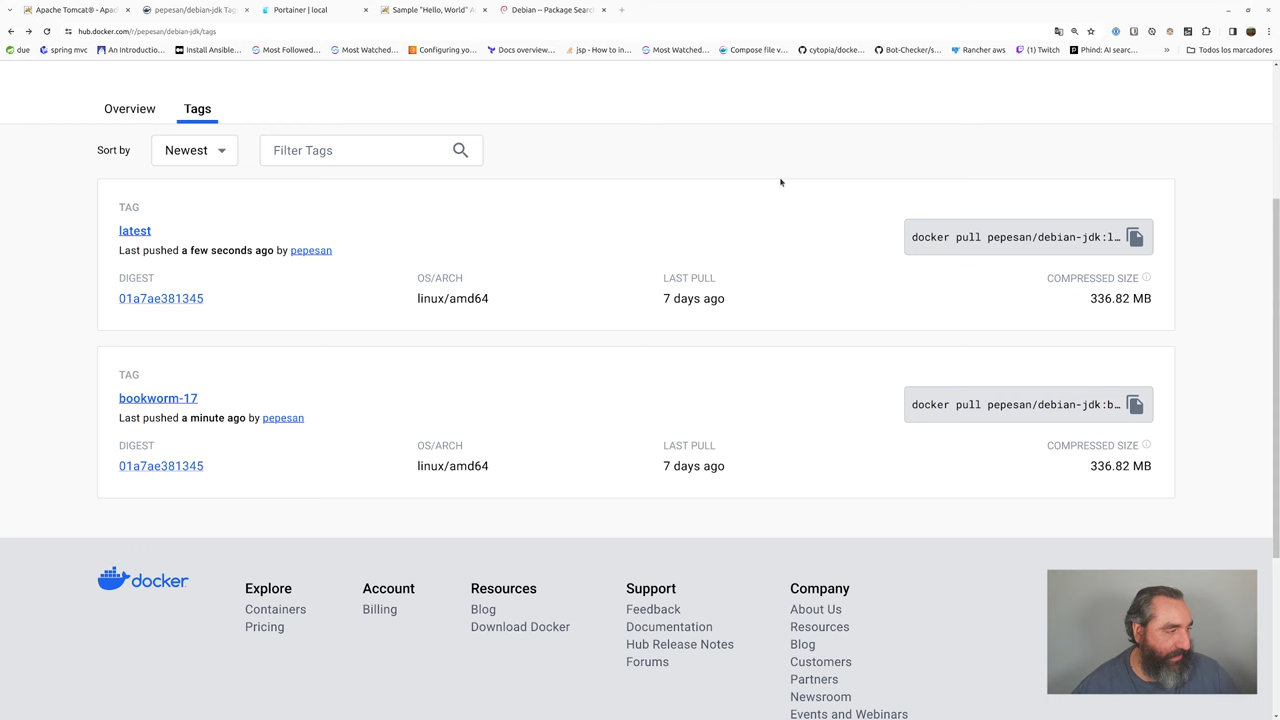 Apache Tomcat® - Apac
pepesan/debian-jdk Tag
Portainer | local
Sample "Hello, World" A
Debian -- Package Searc
hub.docker.com/r/pepesan/debian-jdk/tags
due
spring mvc
An Introductio...
Install Ansible...
Most Followed...
Most Watched...
Configuring yo...
Docs overview...
jsp - How to in...
Most Watched...
Compose file v...
cytopia/docke...
Bot-Checker/s...
Rancher aws
(1) Twitch
Phind: AI searc...
»
Todos los marcadores
Overview
Tags
Sort by
Newest
Filter Tags
TAG
latest
Last pushed a few seconds ago by pepesan
docker pull pepesan/debian-jdk:l…
DIGEST
OS/ARCH
LAST PULL
COMPRESSED SIZE
01a7ae381345
linux/amd64
7 days ago
336.82 MB
TAG
bookworm-17
Last pushed a minute ago by pepesan
docker pull pepesan/debian-jdk:b…
DIGEST
OS/ARCH
LAST PULL
COMPRESSED SIZE
01a7ae381345
linux/amd64
7 days ago
336.82 MB
docker
Explore
Containers
Pricing
Account
Billing
Resources
Blog
Download Docker
Support
Feedback
Documentation
Hub Release Notes
Forums
Company
About Us
Resources
Blog
Customers
Partners
Newsroom
Events and Webinars